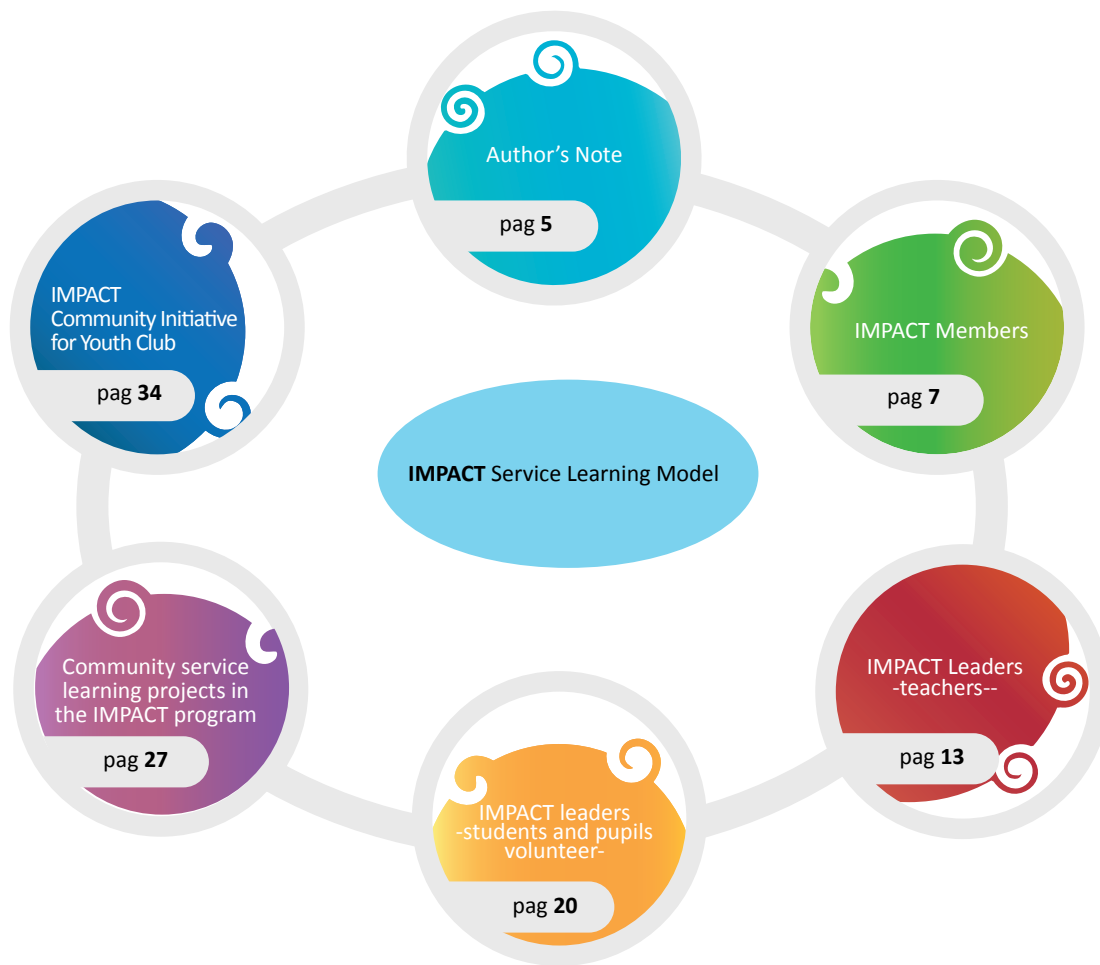 Author's Note
pag 5
IMPACT Members
pag 7
IMPACT Leaders
-teachers--
pag 13
IMPACT leaders
-students and pupils
volunteer-
pag 20
Community service
learning projects in
the IMPACT program
pag 27
IMPACT
Community Initiative
for Youth Club
pag 34
IMPACT Service Learning Model